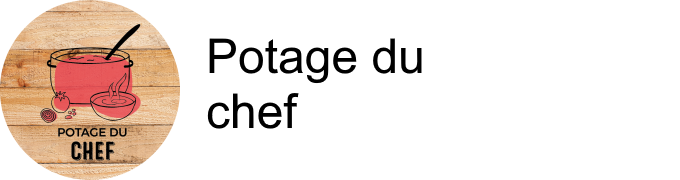 POTAGE DU
CHEF
Potage du
chef